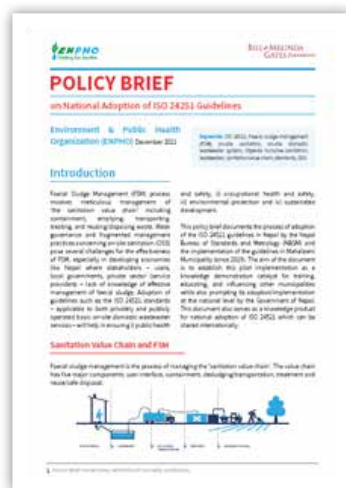 ENPHO
BILL & MELINDA
GATES foundation
POLICY BRIEF
on National Adoption of ISO 24521 Guidelines
Environment & Public Health
Organization (ENPHO) December 2021
Introduction
Faecal Sludge Management (FSM) process
involves meticulous management of
the 'sanitation value chain' including
containment, emptying, transporting,
treating, and reusing/disposing waste. Weak
governance and fragmented management
practices concerning on-site sanitation (OSS)
pose several challenges for the effectiveness
of FSM, especially in developing economies
like Nepal where stakeholders – users,
local governments, private sector service
providers – lack of knowledge of effective
management of faecal sludge. Adoption of
guidelines such as the ISO 24521 standards
– applicable to both privately and publicly
operated basic on-site domestic wastewater
services – will help in ensuring i) public health
and safety, ii) occupational health and safety,
iii) environmental protection and iv) sustainable
development.
This policy brief documents the process of adoption
of the ISO 24521 guidelines in Nepal by the Nepal
Bureau of Standards and Metrology (NBSM) and
the implementation of the guidelines in Mahalaxmi
Municipality since 2019. The aim of the document
is to establish this pilot implementation as a
knowledge demonstration catalyst for training,
educating, and influencing other municipalities
while also prompting its adoption/implementation
at the national level by the Government of Nepal.
This document also serves as a knowledge product
for national adoption of ISO 24521 which can be
shared internationally.
Sanitation Value Chain and FSM
Faecal sludge management is the process of managing the 'sanitation value chain'. The value chain
has five major components: user interface, containment, desludging/transportation, treatment and
reuse/safe disposal.